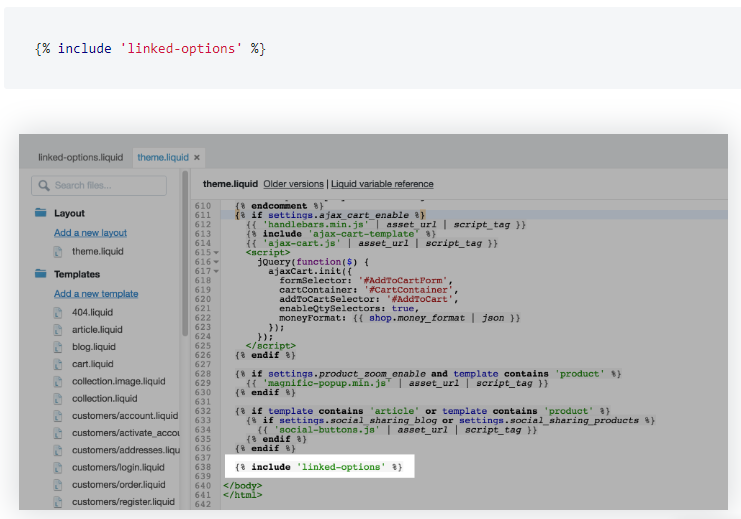 {% include 'linked-options' %}
linked-options.liquid theme.liquid ×
Search files...
theme.liquid Older versions | Liquid variable reference
Layout
Add a new layout
theme.liquid
Templates
Add a new template
404.liquid
article.liquid
blog.liquid
cart.liquid
collection.image.liquid
collection.liquid
customers/account.liquid
customers/activate_accou
customers/addresses.liqu
customers/login.liquid
customers/order.liquid
customers/register.liquid
610 {% endcomment %}
611 {% if settings.ajax_cart_enable %}
612 {{ 'handlebars.min.js' | asset_url | script_tag }}
613 {% include 'ajax-cart-template' %}
614 {{ 'ajax-cart.js' | asset_url | script_tag }}
615 <script>
616 jQuery(function($) {
617 ajaxCart.init({
618 formSelector: '#AddToCartForm',
619 cartContainer: '#CartContainer',
620 addToCartSelector: '#AddToCart',
621 enableQtySelectors: true,
622 moneyFormat: {{ shop.money_format | json }}
623 });
624 });
625 </script>
626 {% endif %}
627
628 {% if settings.product_zoom_enable and template contains 'product' %}
629 {{ 'magnific-popup.min.js' | asset_url | script_tag }}
630 {% endif %}
631
632 {% if template contains 'article' or template contains 'product' %}
633 {% if settings.social_sharing_blog or settings.social_sharing_products %}
634 {{ 'social-buttons.js' | asset_url | script_tag }}
635 {% endif %}
636 {% endif %}
637
638 {% include 'linked-options' %}
639
640 </body>
641 </html>
642